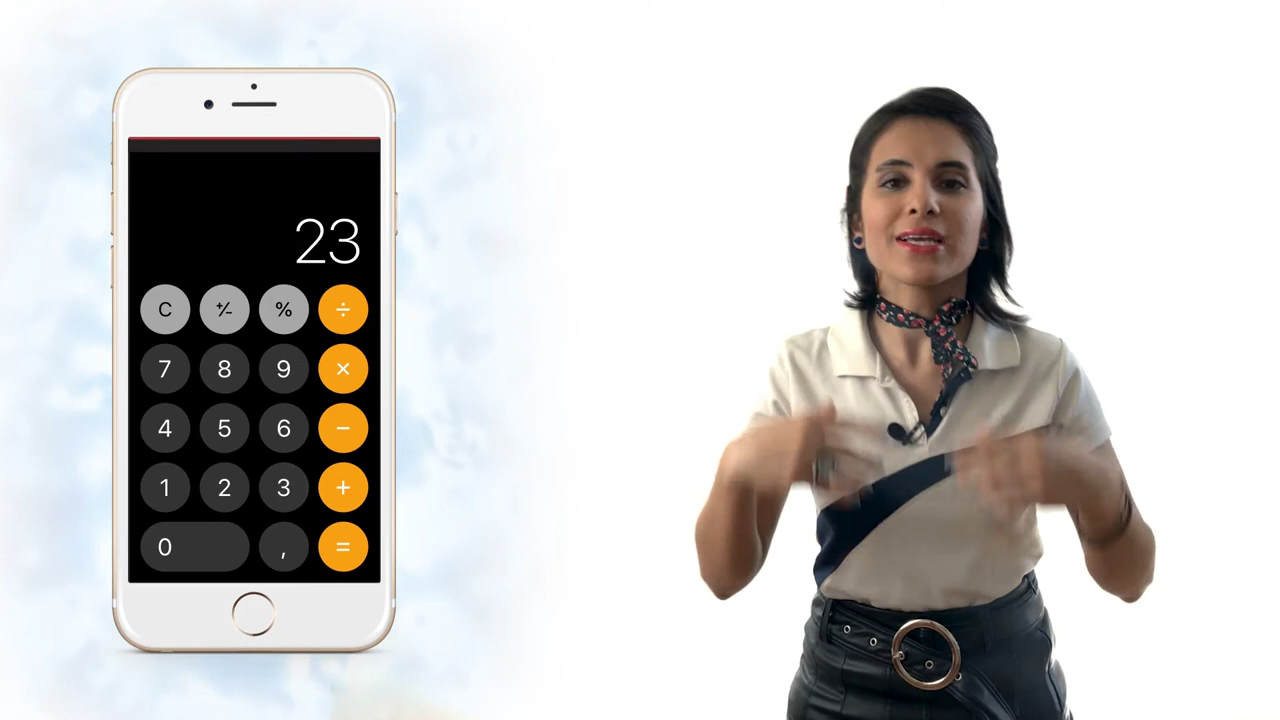 23
C +/- % ÷
7 8 9 ×
4 5 6 −
1 2 3 +
0 , =